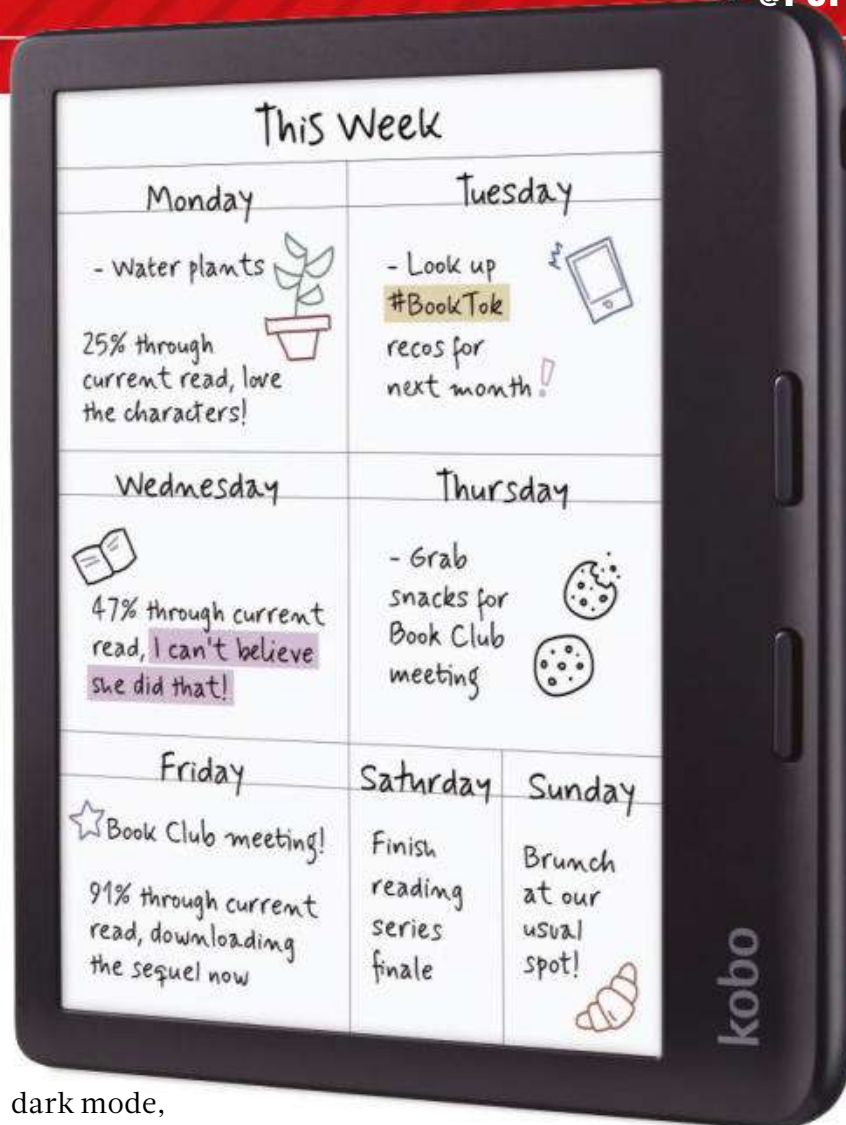 This Week
Monday
- Water plants
25% through
current read, love
the characters!
Tuesday
- Look up
#BookTok
recos for
next month!
Wednesday
47% through current
read, I can't believe
she did that!
Thursday
- Grab
snacks for
Book Club
meeting
Friday
Book Club meeting!
91% through current
read, downloading
the sequel now
Saturday
Finish
reading
series
finale
Sunday
Brunch
at our
usual
spot!
kobo
dark mode,